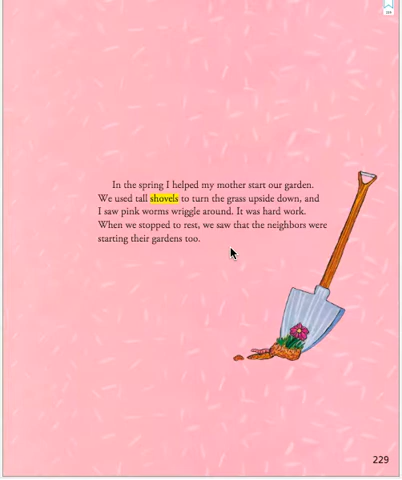 In the spring I helped my mother start our garden.
We used tall shovels to turn the grass upside down, and
I saw pink worms wriggle around. It was hard work.
When we stopped to rest, we saw that the neighbors were
starting their gardens too.
229